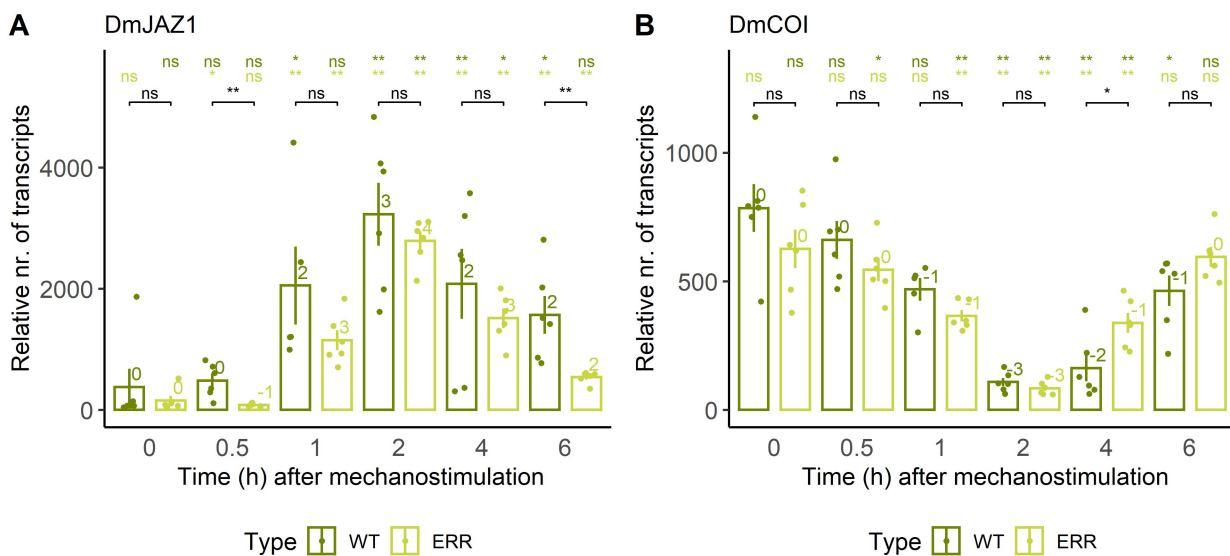 A DmJAZ1
ns ns ns * ns ** ** ** * * ns
ns * ns ** ** ** ** ** ** ** **
ns ** ns ns ns **
Relative nr. of transcripts
4000
2000
0
0 0 0 -1 2 3 3 4 2 3 2 2
0 0.5 1 2 4 6
Time (h) after mechanostimulation
Type WT ERR
B DmCOI
ns ns * ns ** ** ** ** ** * ns
ns ns ns ns ** ** ** ** ** ns ns
ns ns ns ns * ns
Relative nr. of transcripts
1000
500
0
0 0 0 0 -1 -1 -3 -3 -2 -1 -1 0
0 0.5 1 2 4 6
Time (h) after mechanostimulation
Type WT ERR